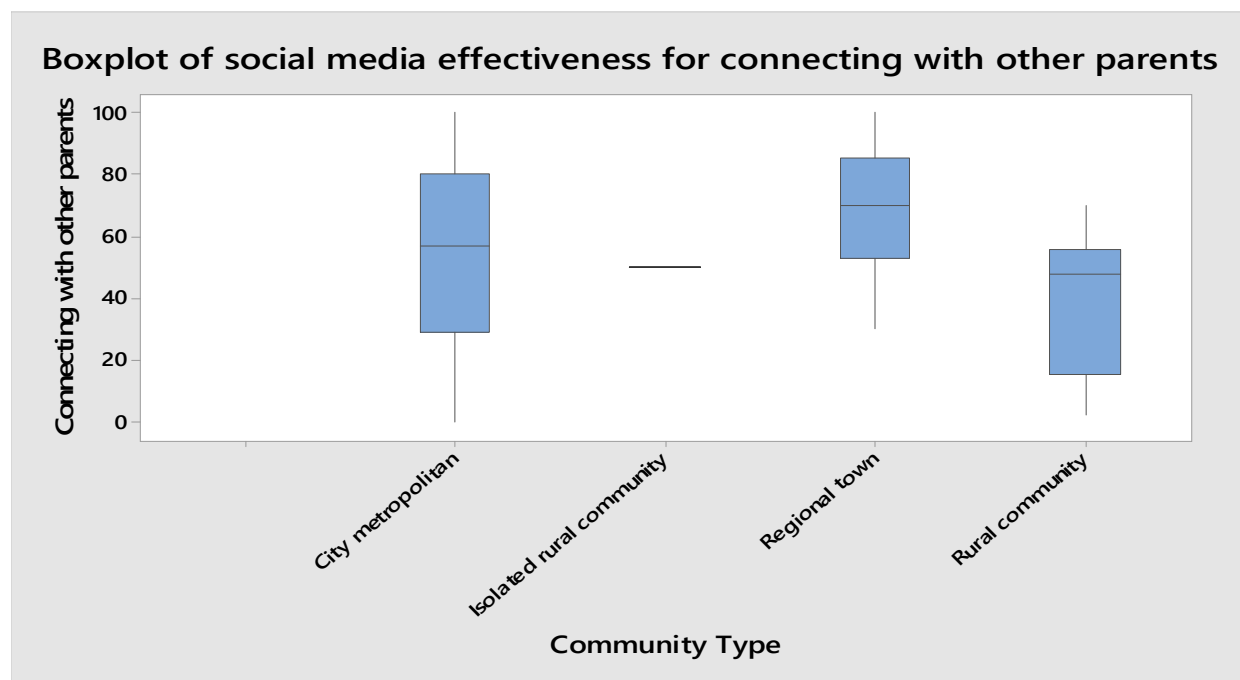 Boxplot of social media effectiveness for connecting with other parents
Connecting with other parents
100
80
60
40
20
0
City metropolitan
Isolated rural community
Regional town
Rural community
Community Type